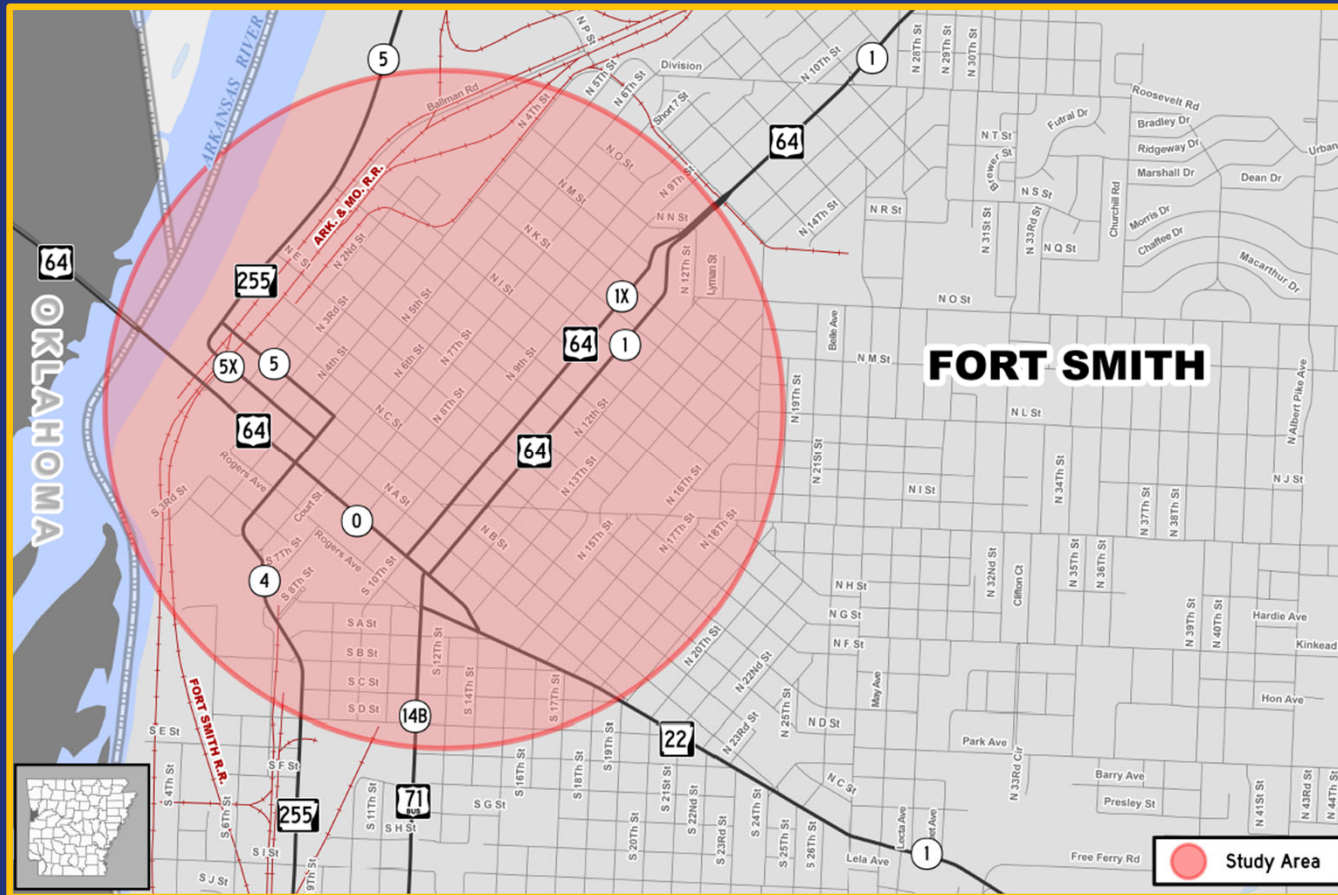 ARKANSAS RIVER
5
N P St
Division
N 10Th St
1
N 28Th St
N 29Th St
N 30Th St
Ballman Rd
N 5Th St
N 6Th St
Short 7 St
N 4Th St
64
Roosevelt Rd
Bradley Dr
Futral Dr
N T St
Brewer St
Ridgeway Dr
Urban
Marshall Dr
Dean Dr
N O St
N M St
N 9Th
N S St
Churchill Rd
ARK. & MO. R.R.
N K St
N N St
N 14Th St
N R St
N 31St St
N 33Rd St
N Q St
Morris Dr
Chaffee Dr
Macarthur Dr
N E St
N 2Nd St
64
255
N I St
N 12Th St
Lyman St
1X
N O St
OKLAHOMA
N 3Rd St
N 5th St
N 7Th St
64
1
Belle Ave
5X
5
N 4Th St
N 6Th St
N 9th St
N M St
FORT SMITH
N 8Th St
N 19Th St
N Albert Pike Ave
64
N C St
N 12th St
N L St
64
Rogers Ave
N 13Th St
N 21St St
N 34Th St
N J St
S 3Rd St
Court St
N A St
N 16Th St
N I St
N 37Th St
N 38Th St
0
Rogers Ave
N B St
N 15Th St
N 17Th St
N 18Th St
S 7Th St
S 8Th St
S 10Th St
4
N 32Nd St
Clifton Ct
N 35Th St
N 36Th St
N H St
N G St
N F St
N 39Th St
N 40Th St
Hardie Ave
Kinkead
S A St
S B St
S C St
S D St
S 12Th St
S 14Th St
S 17Th St
N 20Th St
N 22Nd St
N 25Th St
May Ave
Hon Ave
14B
FORT SMITH R.R.
S E St
22
N 23Rd St
N D St
Park Ave
N 33Rd Cir
S 4Th St
S F St
S 16Th St
S 18Th St
S 19Th St
N C St
Barry Ave
Presley St
255
S 6Th St
S 11Th St
71
BUS
S G St
S H St
S 21St St
S 22Nd St
S 23Rd St
S 24Th St
S 25Th St
S 26Th St
S 20Th St
Lecta Ave
N 41St St
N 43Rd St
N 44Th St
S I St
S J St
9Th St
Lela Ave
1
Free Ferry Rd
Study Area